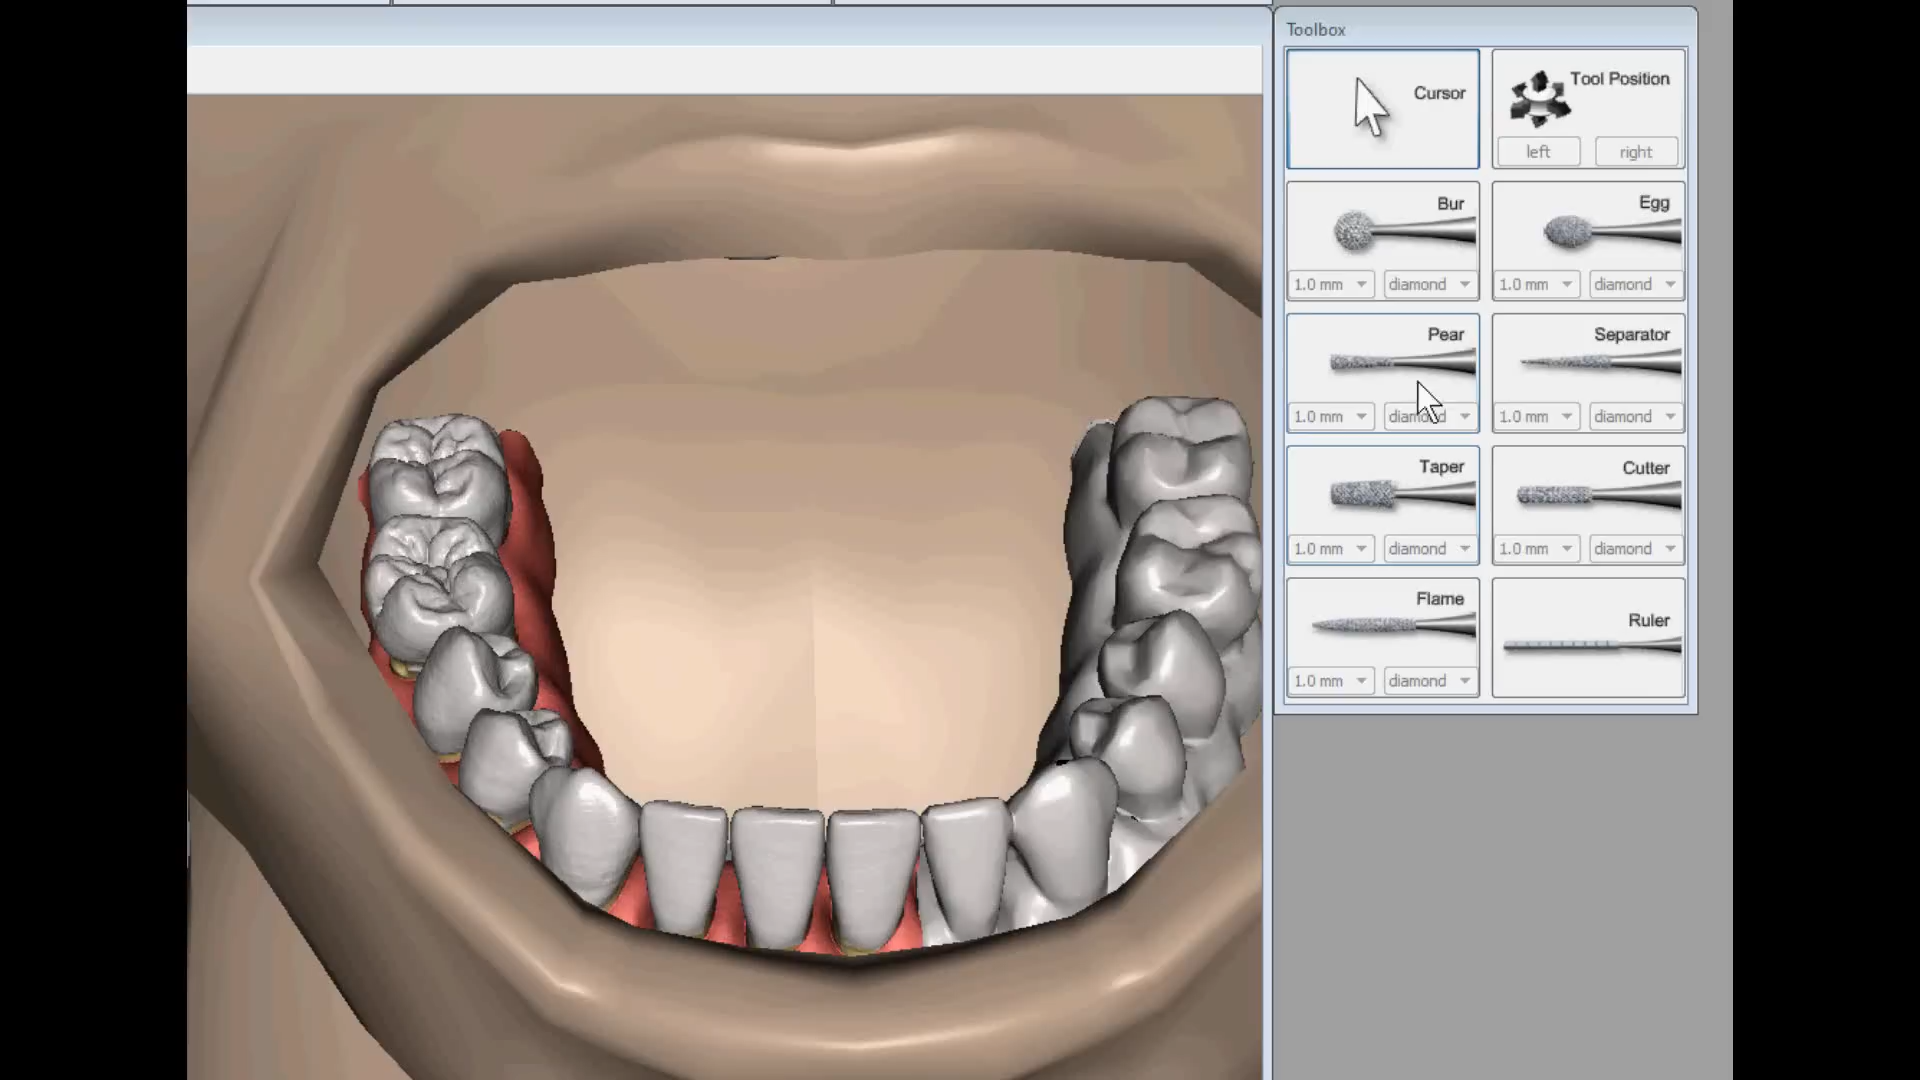 Toolbox
Cursor
Tool Position
left right
Bur
1.0 mm diamond
Egg
1.0 mm diamond
Pear
1.0 mm diamond
Separator
1.0 mm diamond
Taper
1.0 mm diamond
Cutter
1.0 mm diamond
Flame
1.0 mm diamond
Ruler